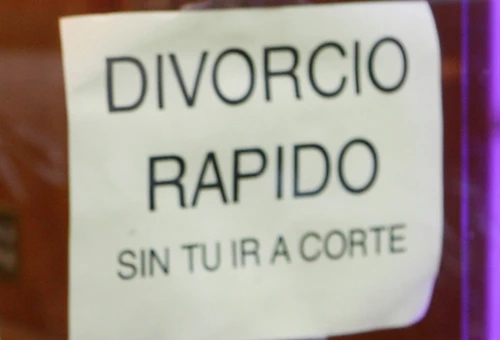 DIVORCIO
RAPIDO
SIN TU IR A CORTE